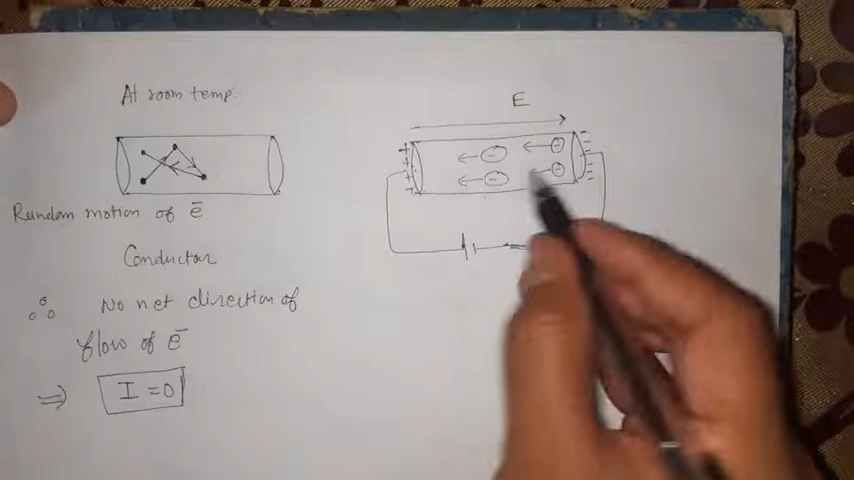 At room temp.
Random motion of e̅
Conductor
∴ No net direction of
flow of e̅
⇒ I = 0
E
+ + + +
- - - - - -
- -
- -